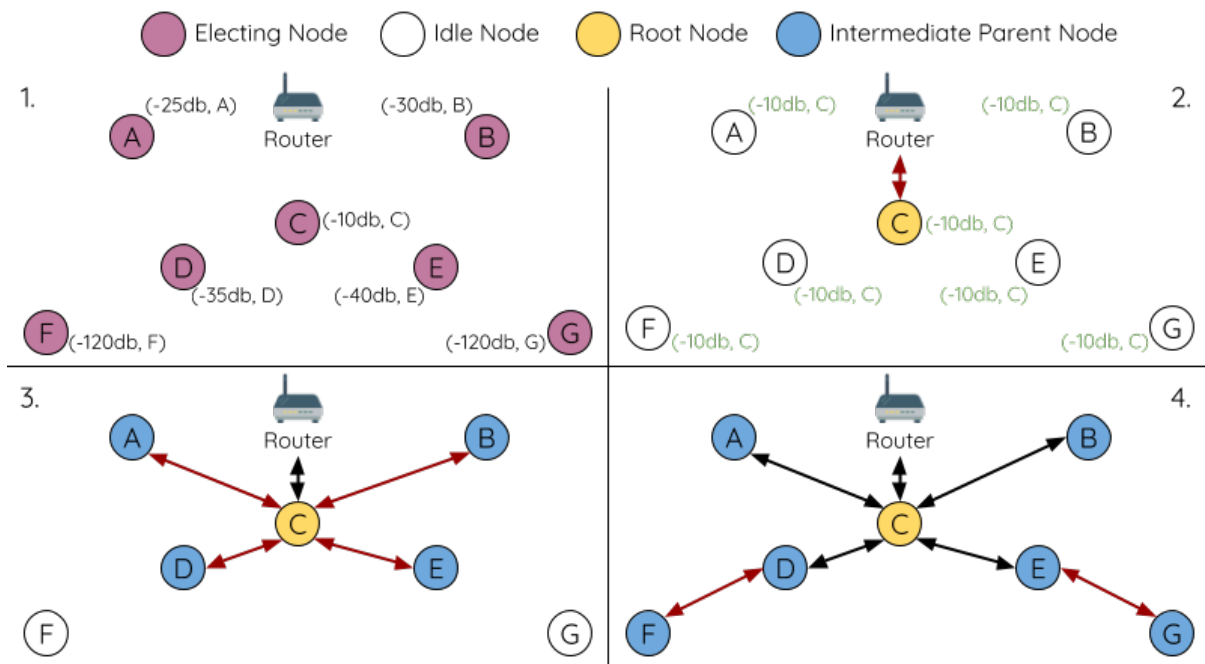 Electing Node
Idle Node
Root Node
Intermediate Parent Node
1.
(-25db, A)
(-30db, B)
A
Router
B
C
(-10db, C)
D
E
(-35db, D)
(-40db, E)
F
(-120db, F)
(-120db, G)
G
2.
(-10db, C)
(-10db, C)
A
Router
B
C
(-10db, C)
D
E
(-10db, C)
(-10db, C)
F
(-10db, C)
(-10db, C)
G
3.
A
Router
B
C
D
E
F
G
4.
A
Router
B
C
D
E
F
G